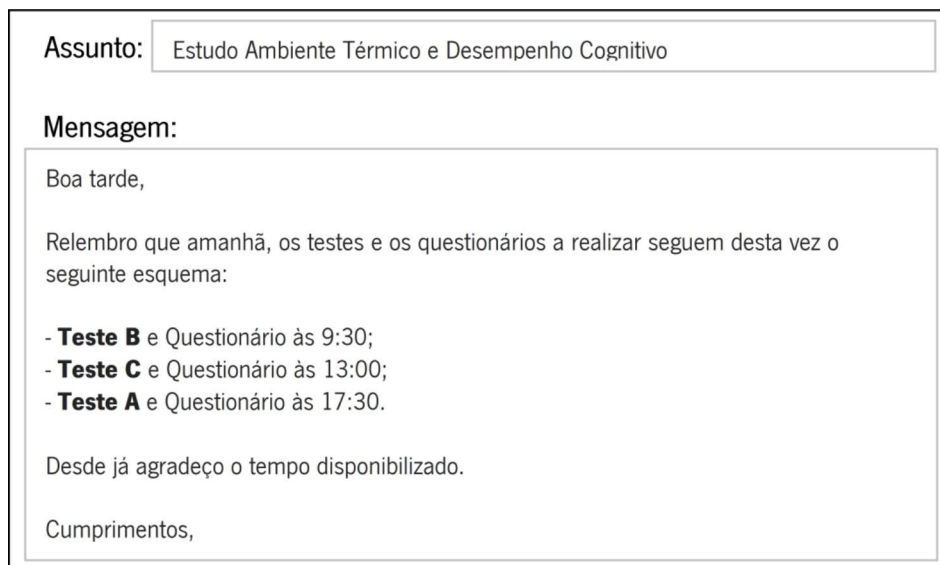 Assunto: Estudo Ambiente Térmico e Desempenho Cognitivo
Mensagem:
Boa tarde,
Relembro que amanhã, os testes e os questionários a realizar seguem desta vez o
seguinte esquema:
- Teste B e Questionário às 9:30;
- Teste C e Questionário às 13:00;
- Teste A e Questionário às 17:30.
Desde já agradeço o tempo disponibilizado.
Cumprimentos,